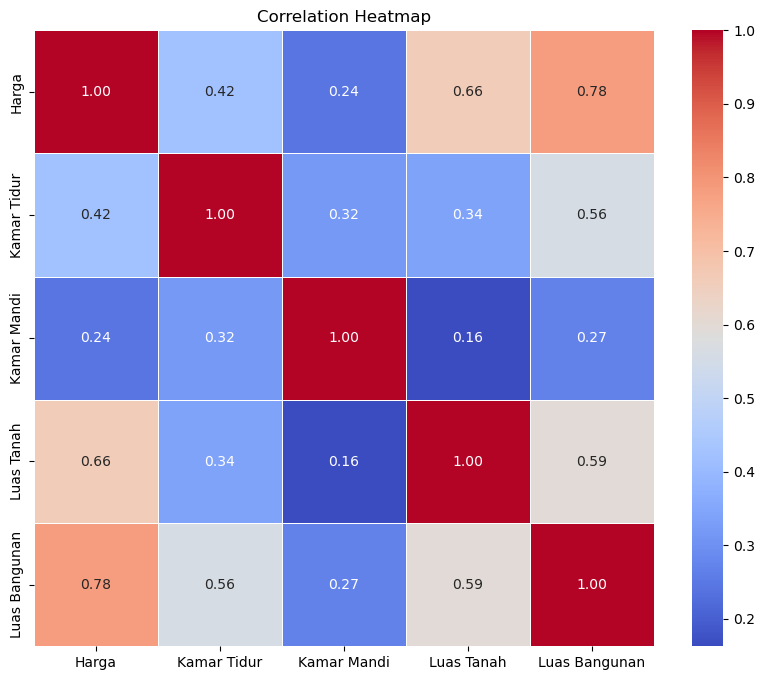 Correlation Heatmap
Harga 1.00 0.42 0.24 0.66 0.78
Kamar Tidur 0.42 1.00 0.32 0.34 0.56
Kamar Mandi 0.24 0.32 1.00 0.16 0.27
Luas Tanah 0.66 0.34 0.16 1.00 0.59
Luas Bangunan 0.78 0.56 0.27 0.59 1.00
Harga Kamar Tidur Kamar Mandi Luas Tanah Luas Bangunan
1.0
0.9
0.8
0.7
0.6
0.5
0.4
0.3
0.2